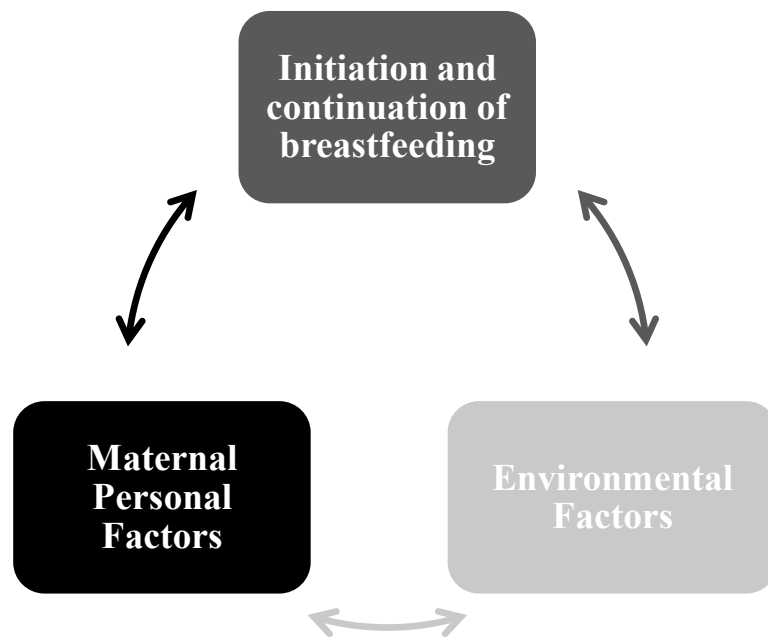 Initiation and
continuation of
breastfeeding
Maternal
Personal
Factors
Environmental
Factors